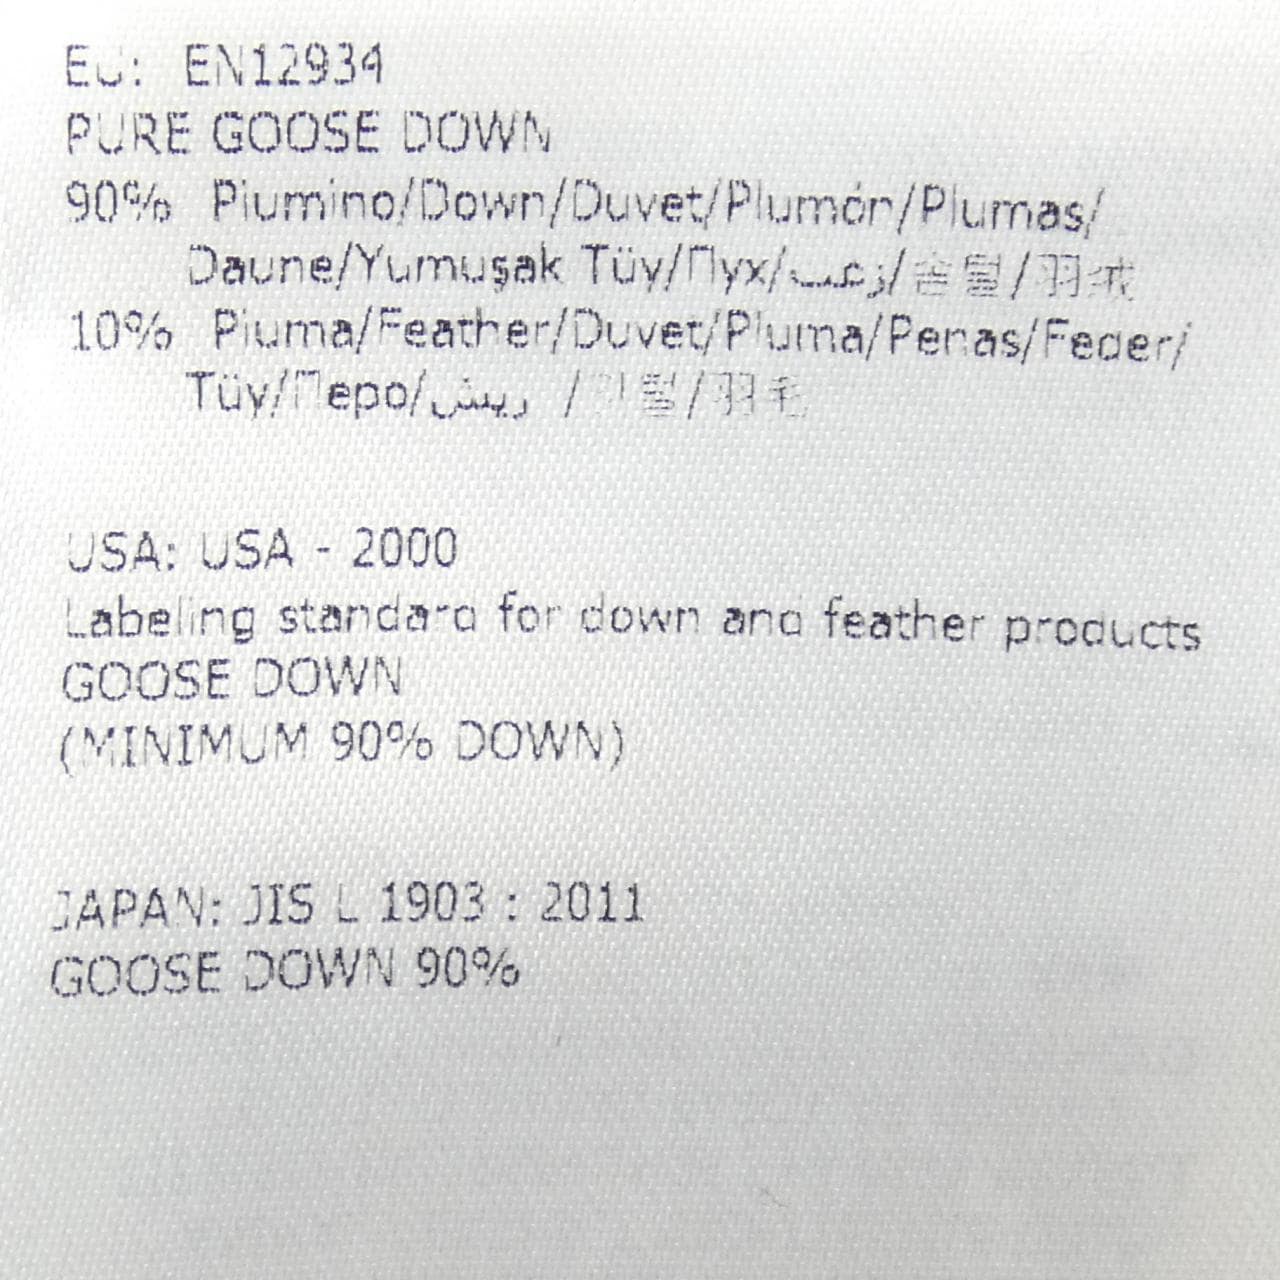 EU: EN12934
PURE GOOSE DOWN
90% Piumino/Down/Duvet/Plumón/Plumas/
Daune/Yumuşak Tüy/Пух/زغب/솜털/羽绒
10% Piuma/Feather/Duvet/Pluma/Penas/Feder/
Tüy/Перо/ريش /깃털/羽毛
USA: USA - 2000
Labeling standard for down and feather products
GOOSE DOWN
(MINIMUM 90% DOWN)
JAPAN: JIS L 1903 : 2011
GOOSE DOWN 90%